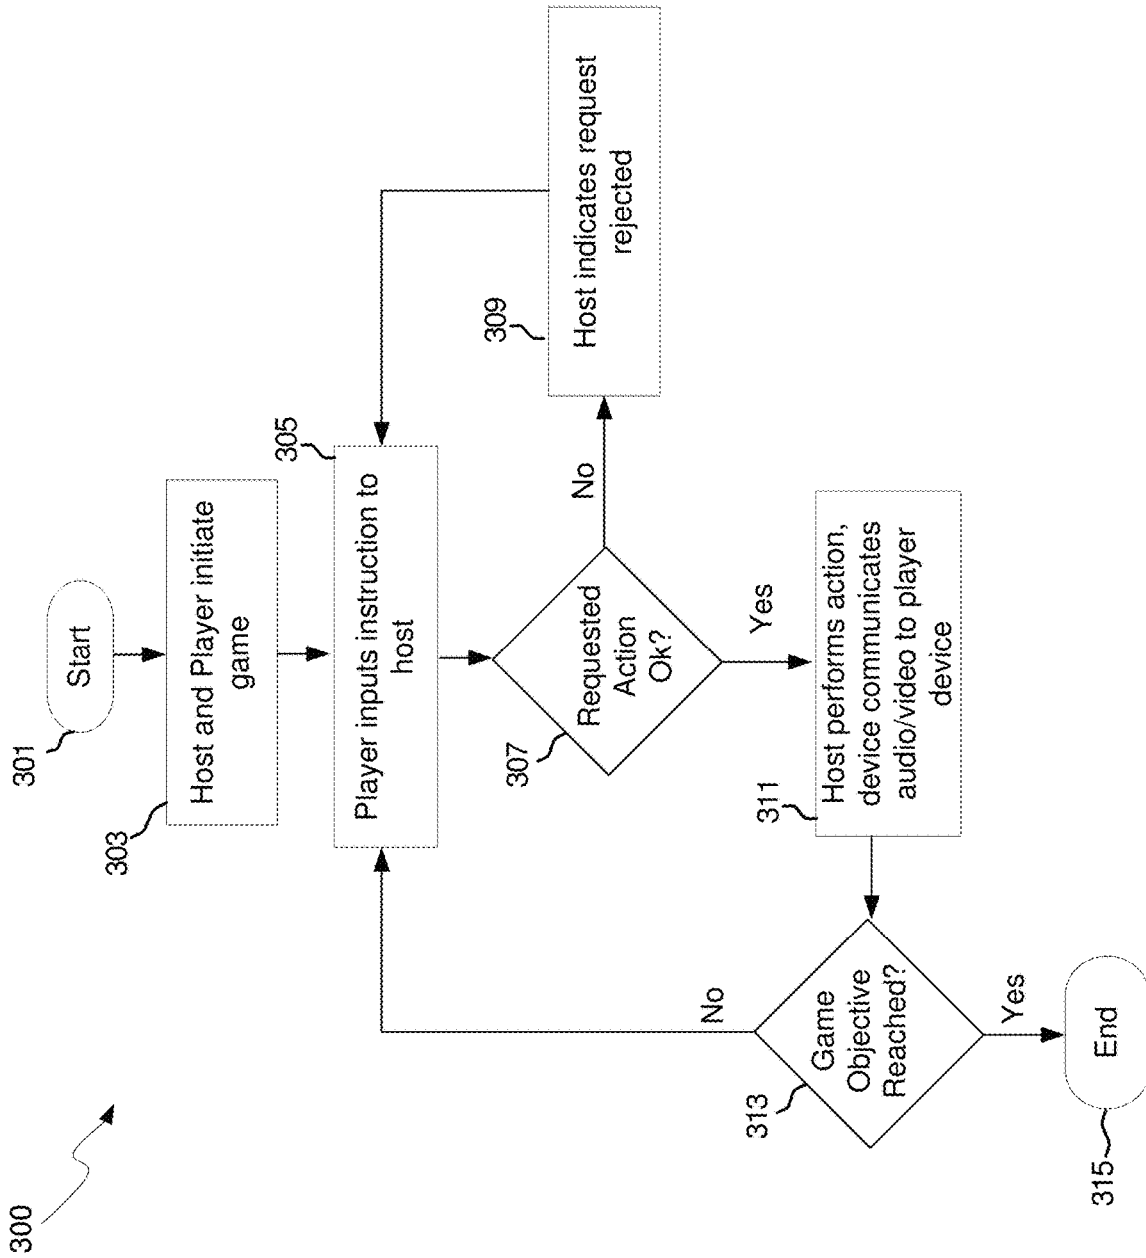 300
301
Start
303
Host and Player initiate
game
305
Player inputs instruction to
host
307
Requested
Action
Ok?
No
309
Host indicates request
rejected
Yes
311
Host performs action,
device communicates
audio/video to player
device
313
Game
Objective
Reached?
No
Yes
315
End